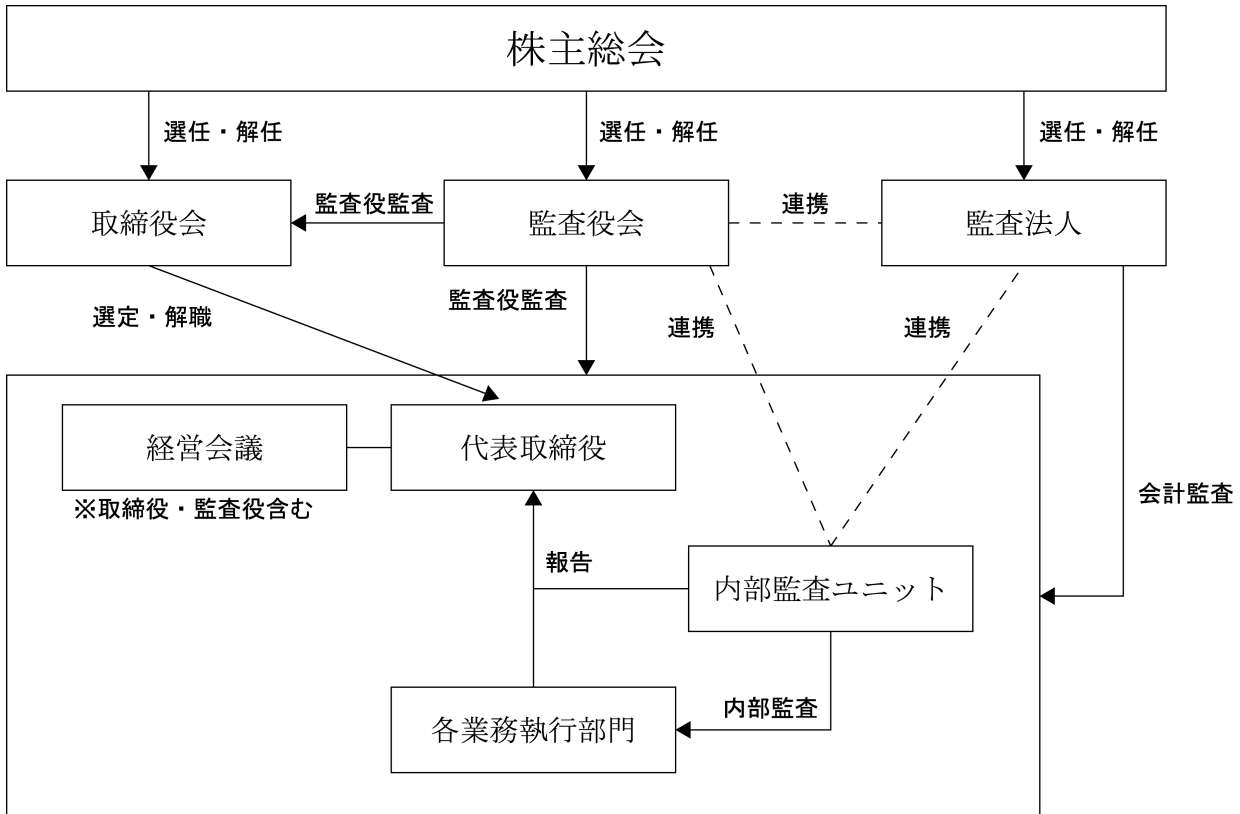 株主総会
選任・解任
選任・解任
選任・解任
取締役会
監査役監査
監査役会
連携
監査法人
選定・解職
監査役監査
連携
連携
経営会議
代表取締役
※取締役・監査役含む
会計監査
報告
内部監査ユニット
内部監査
各業務執行部門